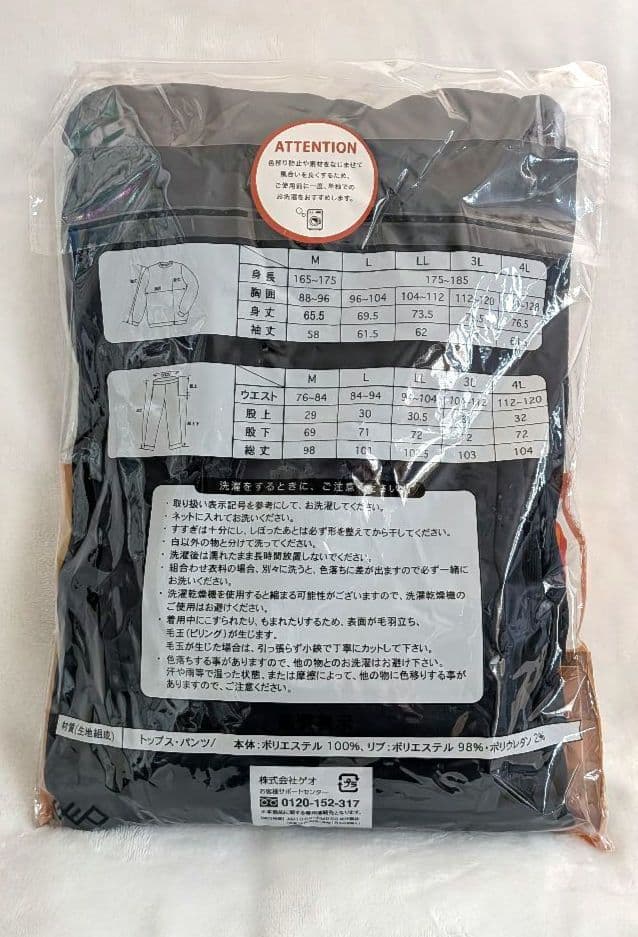 ATTENTION
色移り防止や素材をなじませて
風合いを良くするため、
ご使用前に一度、単独での
お洗濯をおすすめします。
M L LL 3L 4L
身長 165~175 175~185
胸囲 88~96 96~104 104~112 112~120 128
身丈 65.5 69.5 73.5 76.5
袖丈 58 61.5 62
M L LL 3L 4L
ウエスト 76~84 84~94 112~120
股上 29 30 30.5 32
股下 69 71 72 72 72
総丈 98 101 103 104
洗濯をするときに、ご注意ください
・取り扱い表示記号を参考にして、お洗濯してください。
・ネットに入れてお洗いください。
・すすぎは十分にし、しぼったあとは必ず形を整えてから干してください。
・白以外の物と分けて洗ってください。
・洗濯後は濡れたまま長時間放置しないでください。
・組合わせ衣料の場合、別々に洗うと、色落ちに差が出ますので必ず一緒に
お洗いください。
・洗濯乾燥機を使用すると縮まる可能性がございますので、洗濯乾燥機の
ご使用はお避けください。
・着用中にこすられたり、もまれたりするため、表面が毛羽立ち、
毛玉(ピリング)が生じます。
毛玉が生じた場合は、引っ張らず小鋏で丁寧にカットして下さい。
・色落ちする事がありますので、他の物とのお洗濯はお避け下さい。
汗や雨等で湿った状態、または摩擦によって、他の物に色移りする事が
ありますので、ご注意ください。
材質(生地組成) トップス・パンツ/ 本体:ポリエステル 100%、リブ:ポリエステル 98%・ポリウレタン 2%
株式会社ゲオ
お客様サポートセンター
0120-152-317
プラ